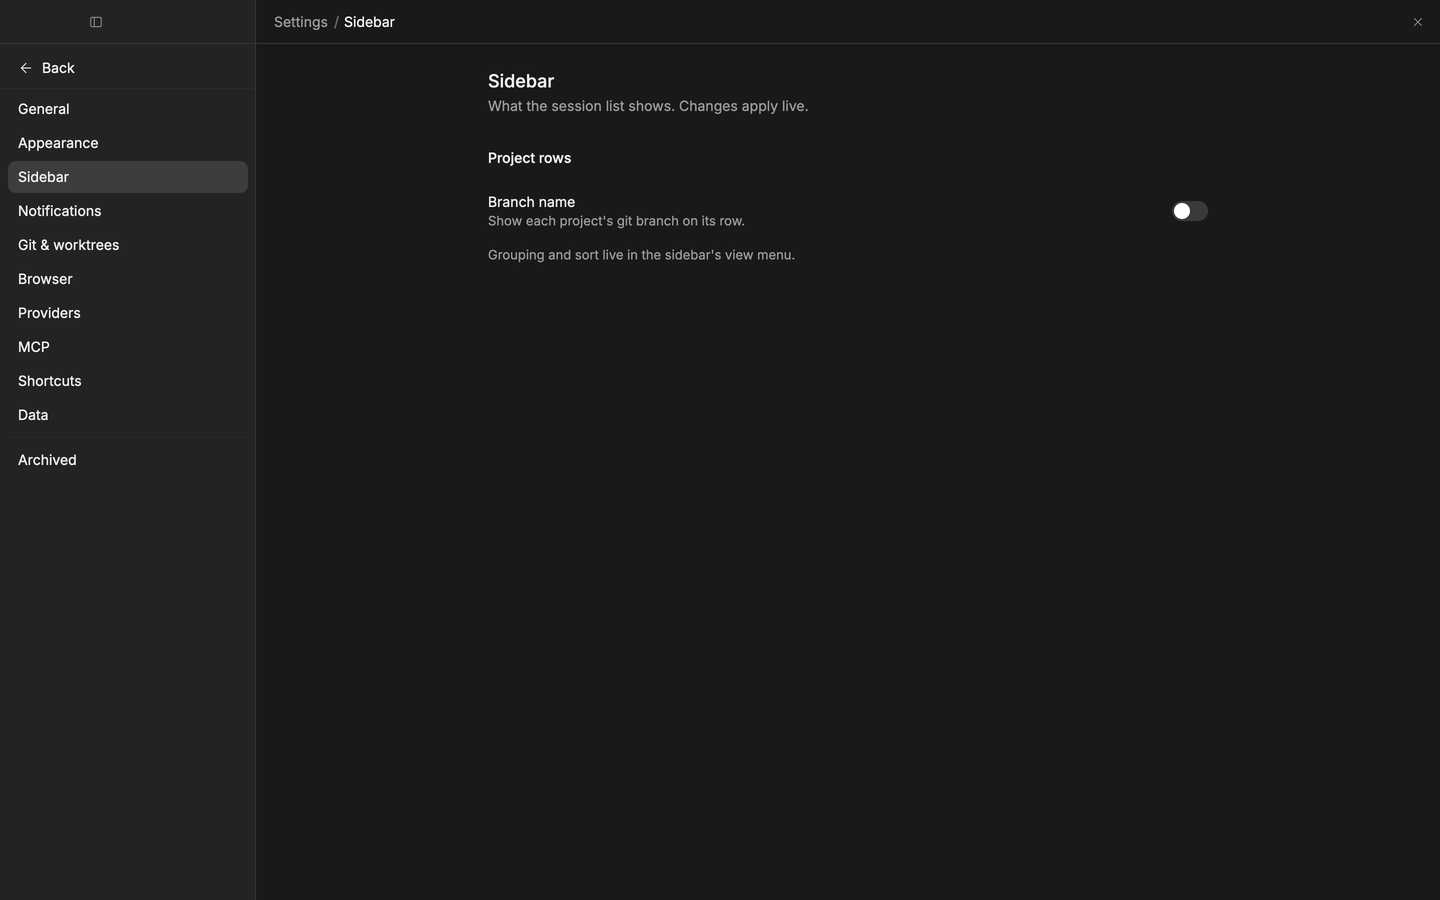 Settings / Sidebar
Back
General
Appearance
Sidebar
Notifications
Git & worktrees
Browser
Providers
MCP
Shortcuts
Data
Archived
Sidebar
What the session list shows. Changes apply live.
Project rows
Branch name
Show each project's git branch on its row.
Grouping and sort live in the sidebar's view menu.